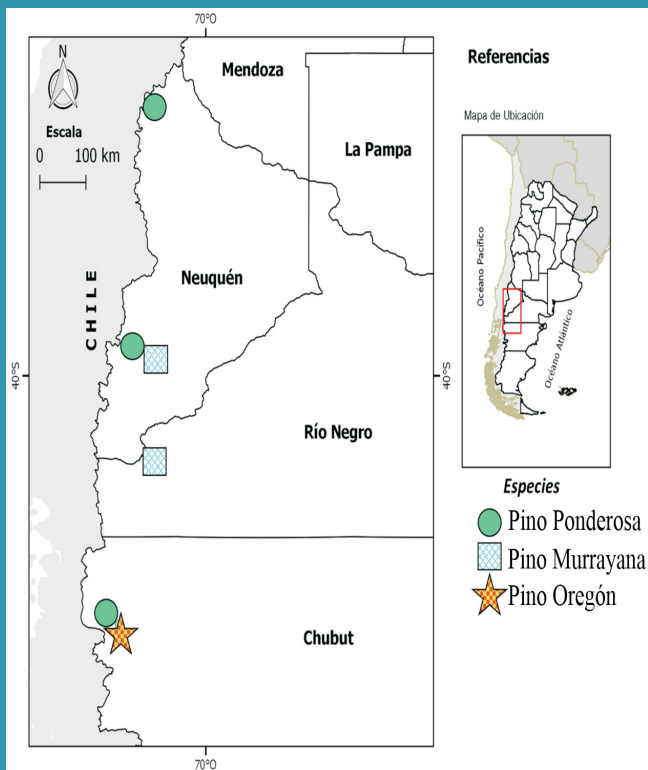 70°O
N
Escala
0 100 km
Mendoza
La Pampa
Neuquén
CHILE
40°S
40°S
Río Negro
Chubut
70°O
Referencias
Mapa de Ubicación
Océano Pacífico
Océano Atlántico
Especies
Pino Ponderosa
Pino Murrayana
Pino Oregón